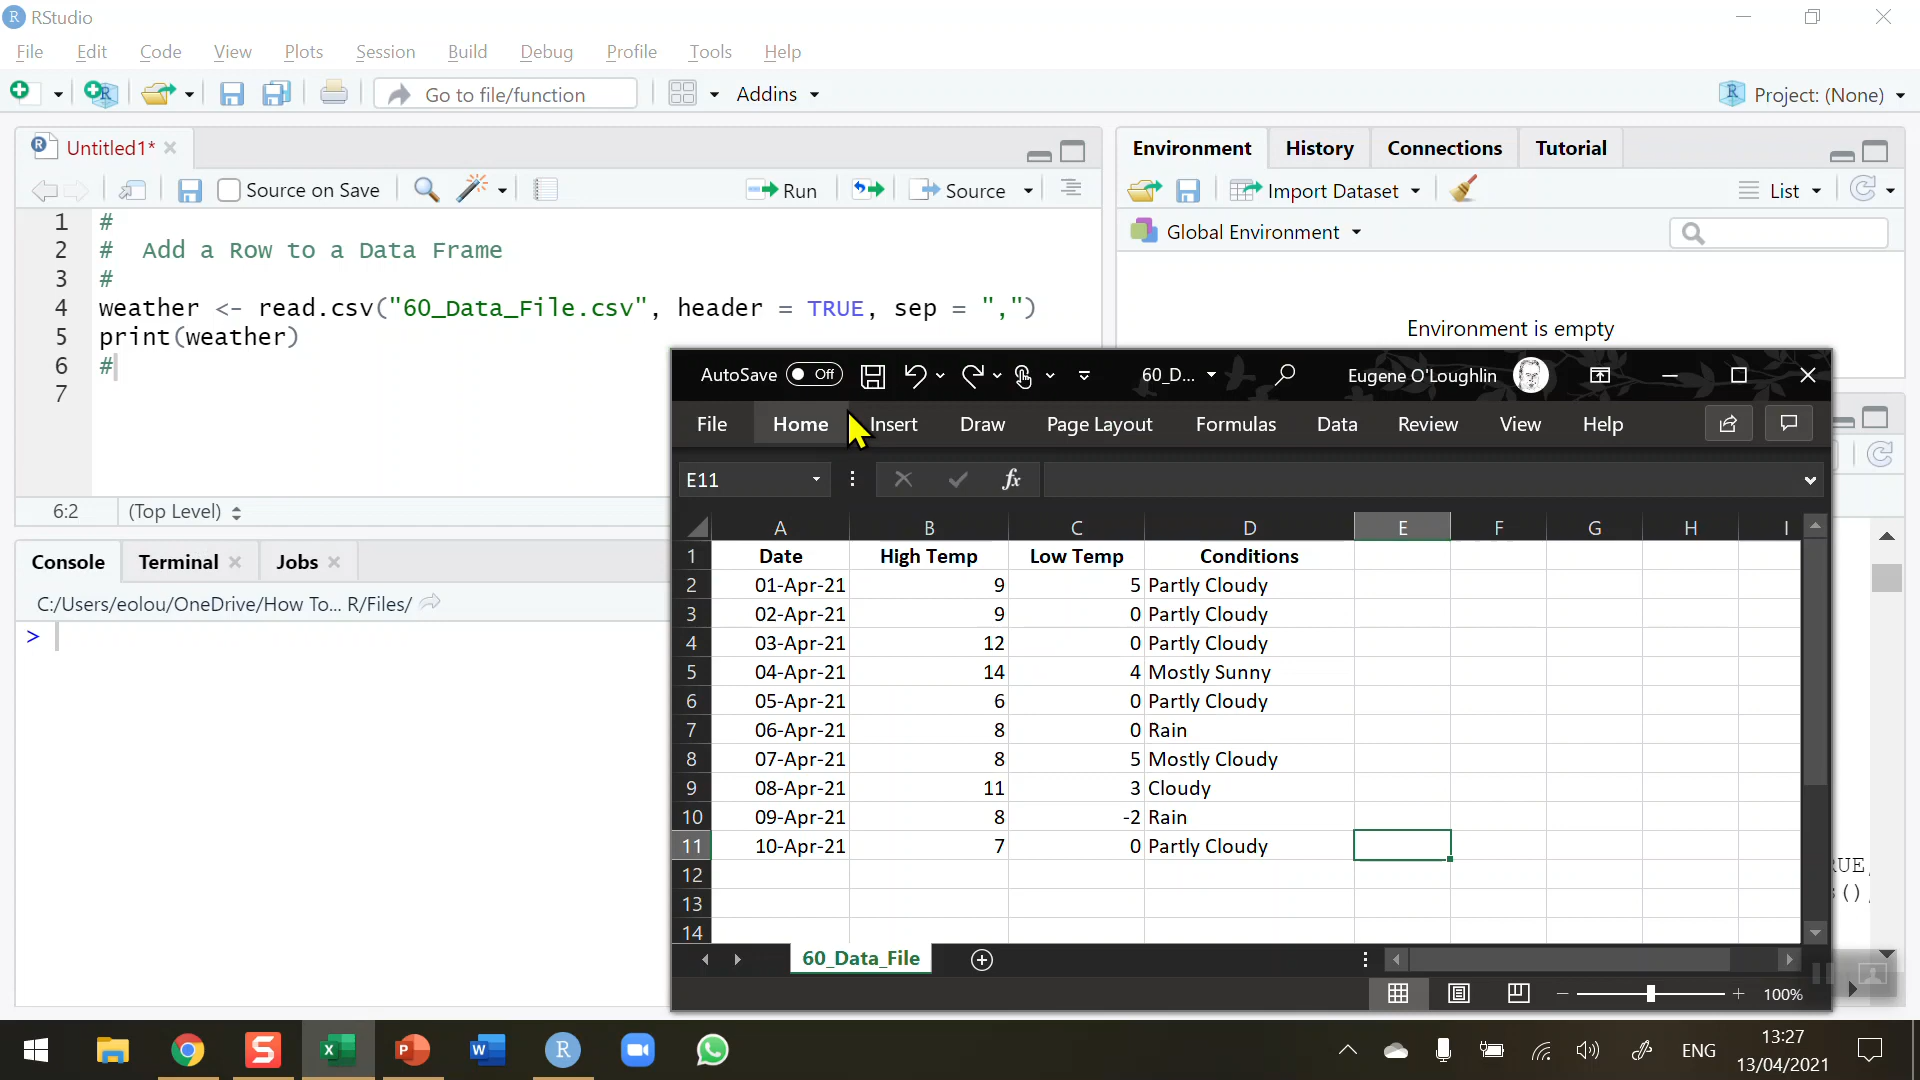 RStudio
File Edit Code View Plots Session Build Debug Profile Tools Help
Go to file/function Addins Project: (None)
Untitled1*
Source on Save Run Source
1 #
2 #  Add a Row to a Data Frame
3 #
4 weather <- read.csv("60_Data_File.csv", header = TRUE, sep = ",")
5 print(weather)
6 #
7
6:2 (Top Level)
Console Terminal Jobs
C:/Users/eolou/OneDrive/How To... R/Files/
>
Environment History Connections Tutorial
Import Dataset List
Global Environment
Environment is empty
AutoSave Off 60_D... Eugene O'Loughlin
File Home Insert Draw Page Layout Formulas Data Review View Help
E11 fx
A B C D E F G H I
1 Date High Temp Low Temp Conditions
2 01-Apr-21 9 5 Partly Cloudy
3 02-Apr-21 9 0 Partly Cloudy
4 03-Apr-21 12 0 Partly Cloudy
5 04-Apr-21 14 4 Mostly Sunny
6 05-Apr-21 6 0 Partly Cloudy
7 06-Apr-21 8 0 Rain
8 07-Apr-21 8 5 Mostly Cloudy
9 08-Apr-21 11 3 Cloudy
10 09-Apr-21 8 -2 Rain
11 10-Apr-21 7 0 Partly Cloudy
12
13
14
60_Data_File
100%
ENG 13:27
13/04/2021